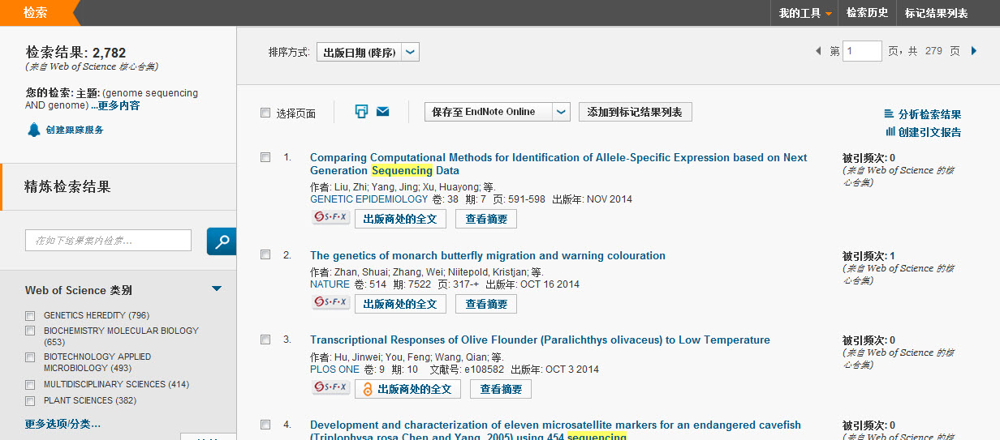 检索
我的工具 检索历史 标记结果列表
检索结果: 2,782
(来自 Web of Science 核心合集)
您的检索: 主题: (genome sequencing
AND genome) ...更多内容
创建跟踪服务
精炼检索结果
在如下结果集内检索...
Web of Science 类别
GENETICS HEREDITY (796)
BIOCHEMISTRY MOLECULAR BIOLOGY
(653)
BIOTECHNOLOGY APPLIED
MICROBIOLOGY (493)
MULTIDISCIPLINARY SCIENCES (414)
PLANT SCIENCES (382)
更多选项/分类...
排序方式: 出版日期 (降序)
第 1 页，共 279 页
选择页面
保存至 EndNote Online
添加到标记结果列表
分析检索结果
创建引文报告
1. Comparing Computational Methods for Identification of Allele-Specific Expression based on Next
Generation Sequencing Data
作者: Liu, Zhi; Yang, Jing; Xu, Huayong; 等.
GENETIC EPIDEMIOLOGY 卷: 38 期: 7 页: 591-598 出版年: NOV 2014
S·F·X 出版商处的全文 查看摘要
被引频次: 0
(来自 Web of Science 的核
心合集)
2. The genetics of monarch butterfly migration and warning colouration
作者: Zhan, Shuai; Zhang, Wei; Niitepold, Kristjan; 等.
NATURE 卷: 514 期: 7522 页: 317-+ 出版年: OCT 16 2014
S·F·X 出版商处的全文 查看摘要
被引频次: 1
(来自 Web of Science 的核
心合集)
3. Transcriptional Responses of Olive Flounder (Paralichthys olivaceus) to Low Temperature
作者: Hu, Jinwei; You, Feng; Wang, Qian; 等.
PLOS ONE 卷: 9 期: 10 文献号: e108582 出版年: OCT 3 2014
S·F·X 出版商处的全文 查看摘要
被引频次: 0
(来自 Web of Science 的核
心合集)
4. Development and characterization of eleven microsatellite markers for an endangered cavefish
(Triplophysa rosa Chen and Yang, 2005) using 454 sequencing
被引频次: 0
(来自 Web of Science 的核